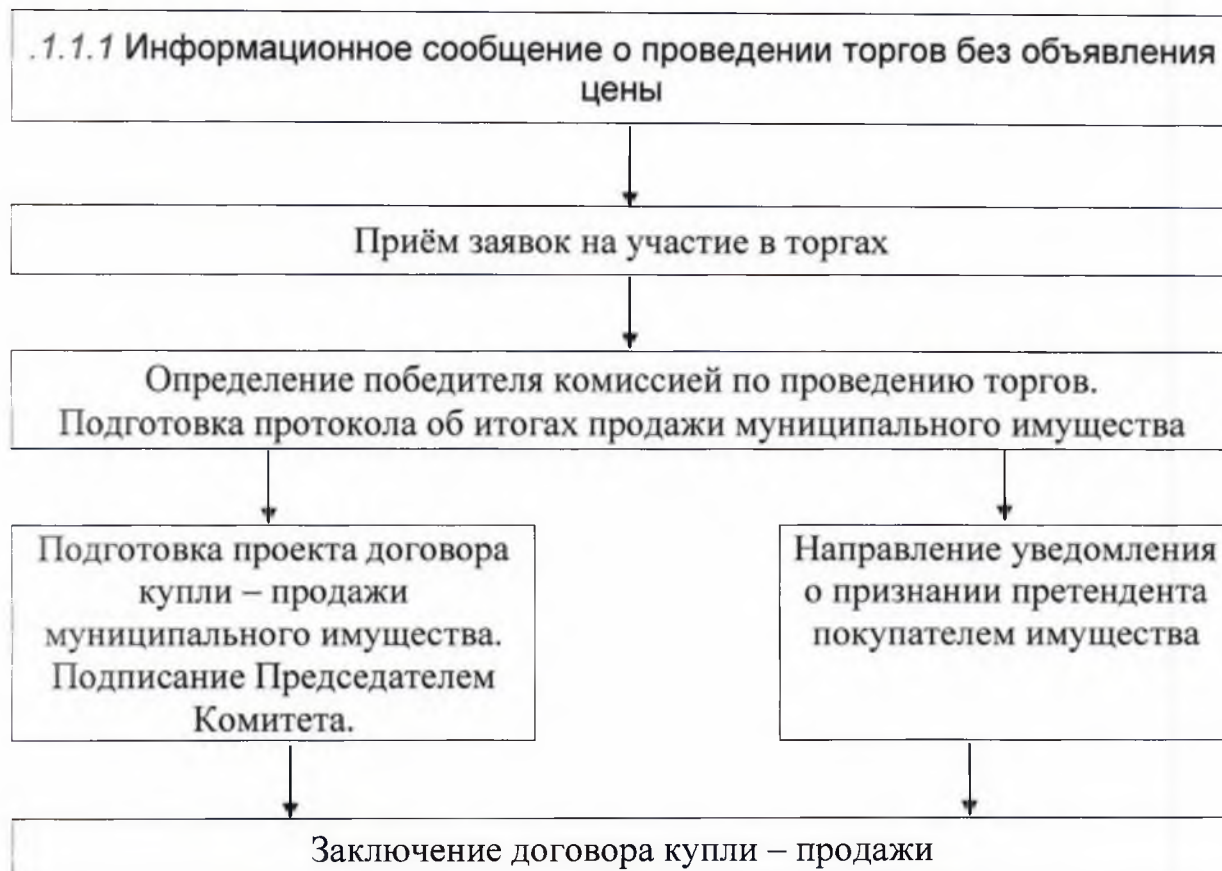 .1.1.1 Информационное сообщение о проведении торгов без объявления
цены
Приём заявок на участие в торгах
Определение победителя комиссией по проведению торгов.
Подготовка протокола об итогах продажи муниципального имущества
Подготовка проекта договора
купли – продажи
муниципального имущества.
Подписание Председателем
Комитета.
Направление уведомления
о признании претендента
покупателем имущества
Заключение договора купли – продажи